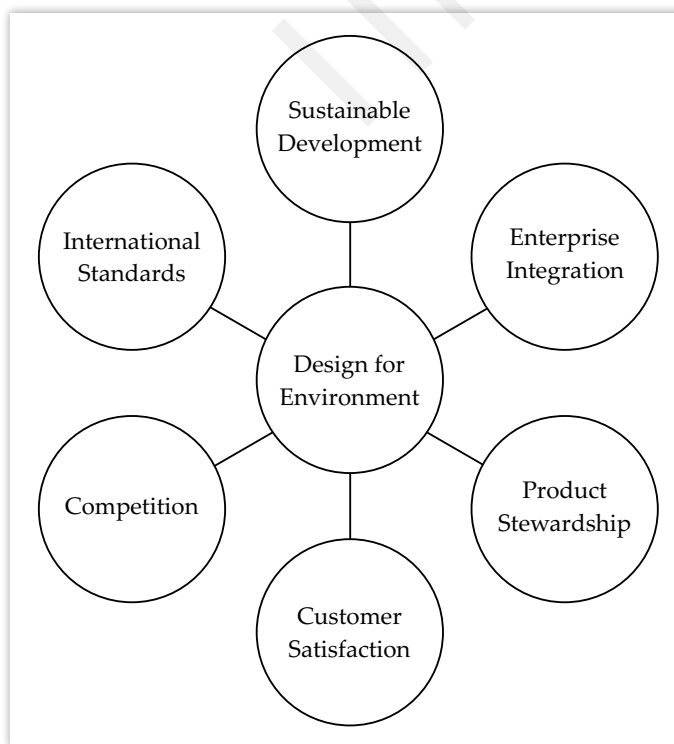 Sustainable
Development
International
Standards
Enterprise
Integration
Design for
Environment
Competition
Product
Stewardship
Customer
Satisfaction